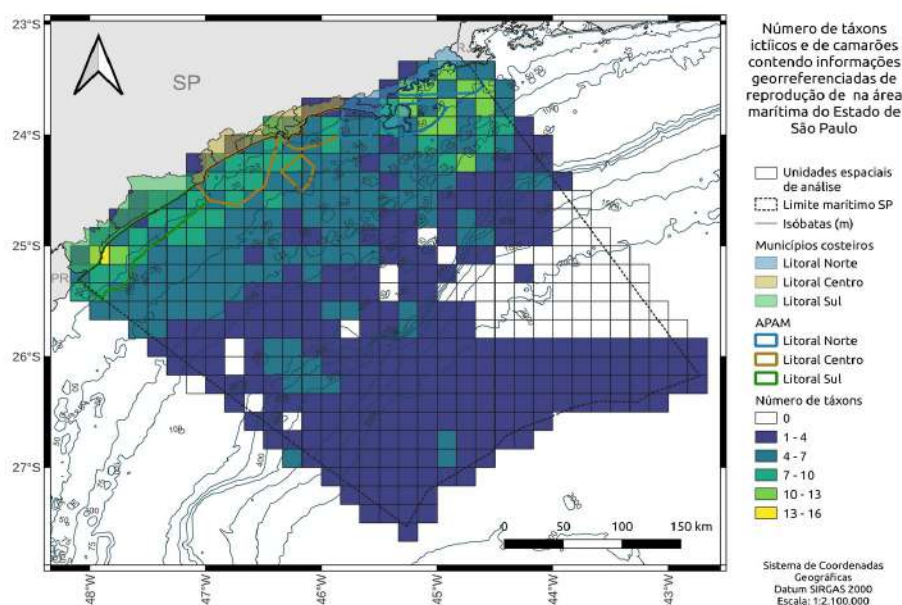 23°S
24°S
25°S
26°S
27°S
SP
RJ
PR
48°W
47°W
46°W
45°W
44°W
43°W
0 50 100 150 km
Número de táxons
ictíicos e de camarões
contendo informações
georreferenciadas de
reprodução de na área
marítima do Estado de
São Paulo
Unidades espaciais
de análise
Limite marítimo SP
Isóbatas (m)
Municípios costeiros
Litoral Norte
Litoral Centro
Litoral Sul
APAM
Litoral Norte
Litoral Centro
Litoral Sul
Número de táxons
0
1 - 4
4 - 7
7 - 10
10 - 13
13 - 16
Sistema de Coordenadas
Geográficas
Datum SIRGAS 2000
Escala: 1:2.100.000